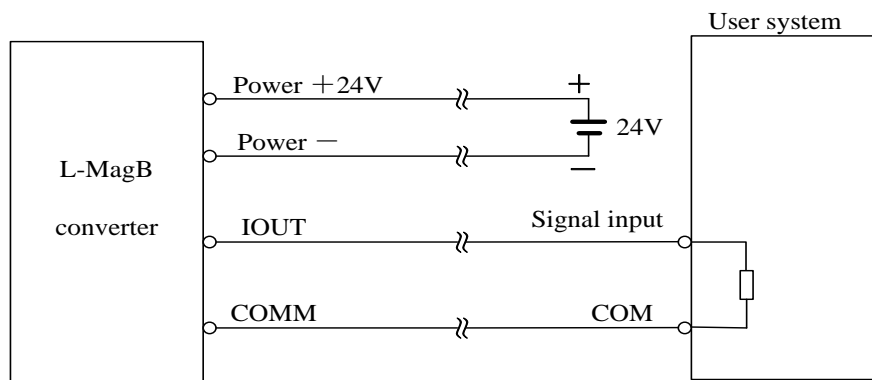 User system
Power ＋24V
+
24V
Power －
－
L-MagB
converter
IOUT
Signal input
COMM
COM